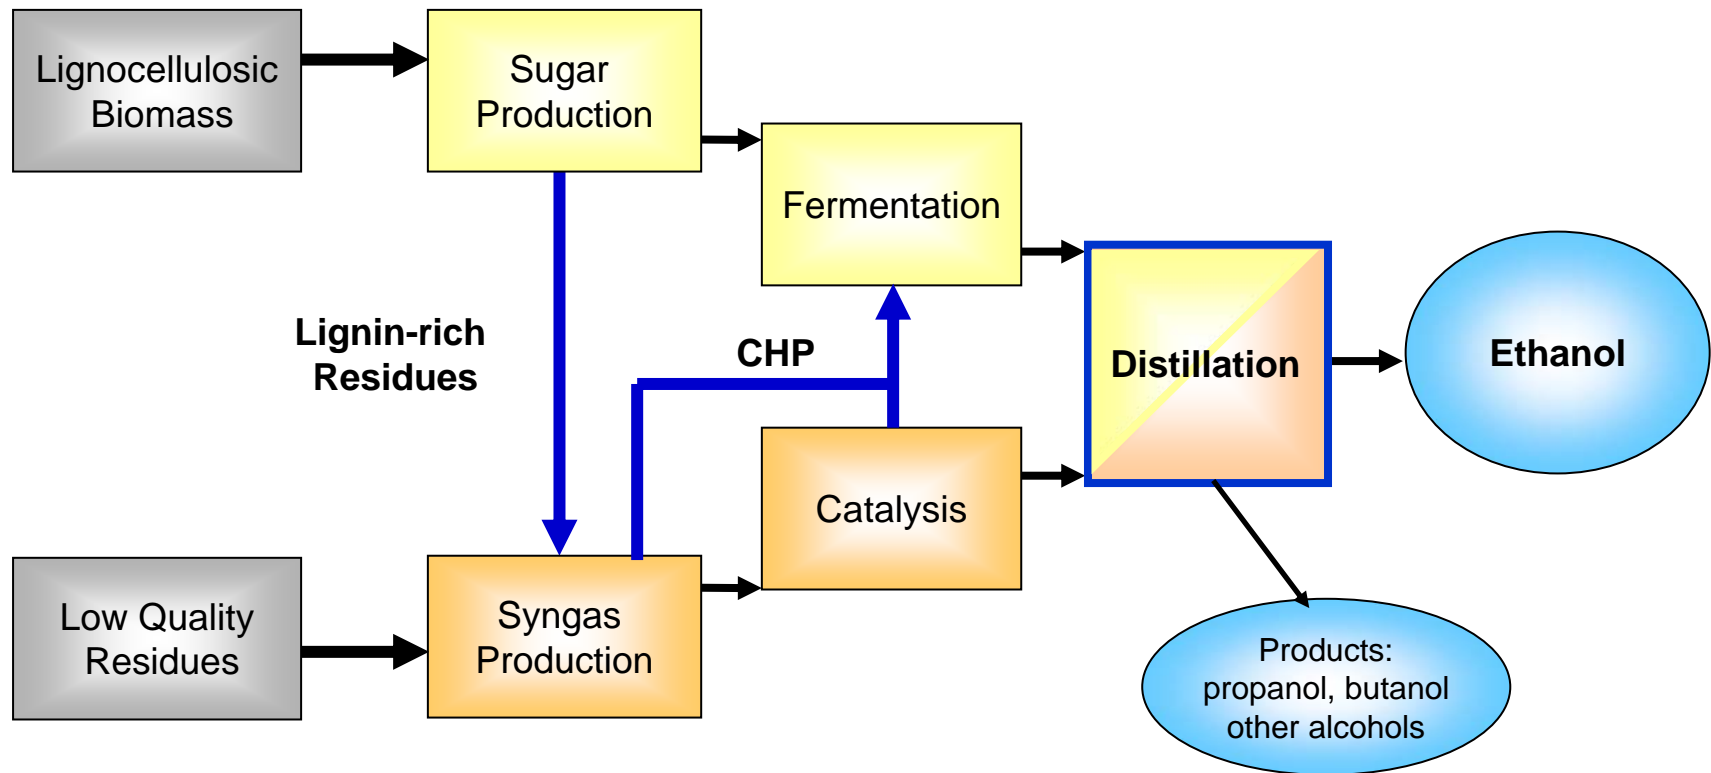 Lignocellulosic
Biomass
Sugar
Production
Fermentation
Lignin-rich
Residues
CHP
Distillation
Ethanol
Catalysis
Low Quality
Residues
Syngas
Production
Products:
propanol, butanol
other alcohols